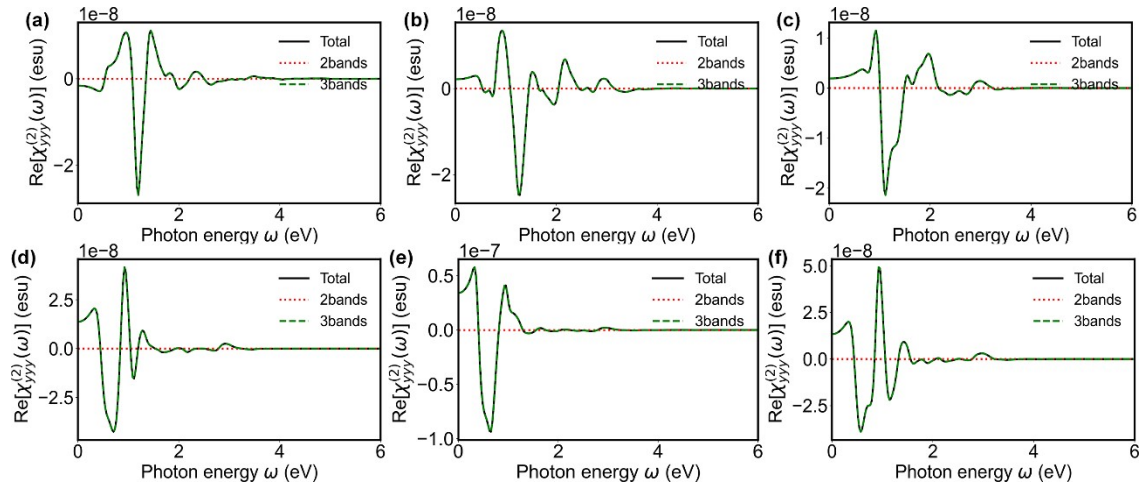 (a)
1e−8
Re[χ^(2)_yyy(ω)] (esu)
0
−2
Total
2bands
3bands
0 2 4 6
Photon energy ω (eV)
(b)
1e−8
Re[χ^(2)_yyy(ω)] (esu)
0
−2
Total
2bands
3bands
0 2 4 6
Photon energy ω (eV)
(c)
1e−8
Re[χ^(2)_yyy(ω)] (esu)
1
0
−1
−2
Total
2bands
3bands
0 2 4 6
Photon energy ω (eV)
(d)
1e−8
Re[χ^(2)_yyy(ω)] (esu)
2.5
0.0
−2.5
Total
2bands
3bands
0 2 4 6
Photon energy ω (eV)
(e)
1e−7
Re[χ^(2)_yyy(ω)] (esu)
0.5
0.0
−0.5
−1.0
Total
2bands
3bands
0 2 4 6
Photon energy ω (eV)
(f)
1e−8
Re[χ^(2)_yyy(ω)] (esu)
5.0
2.5
0.0
−2.5
Total
2bands
3bands
0 2 4 6
Photon energy ω (eV)